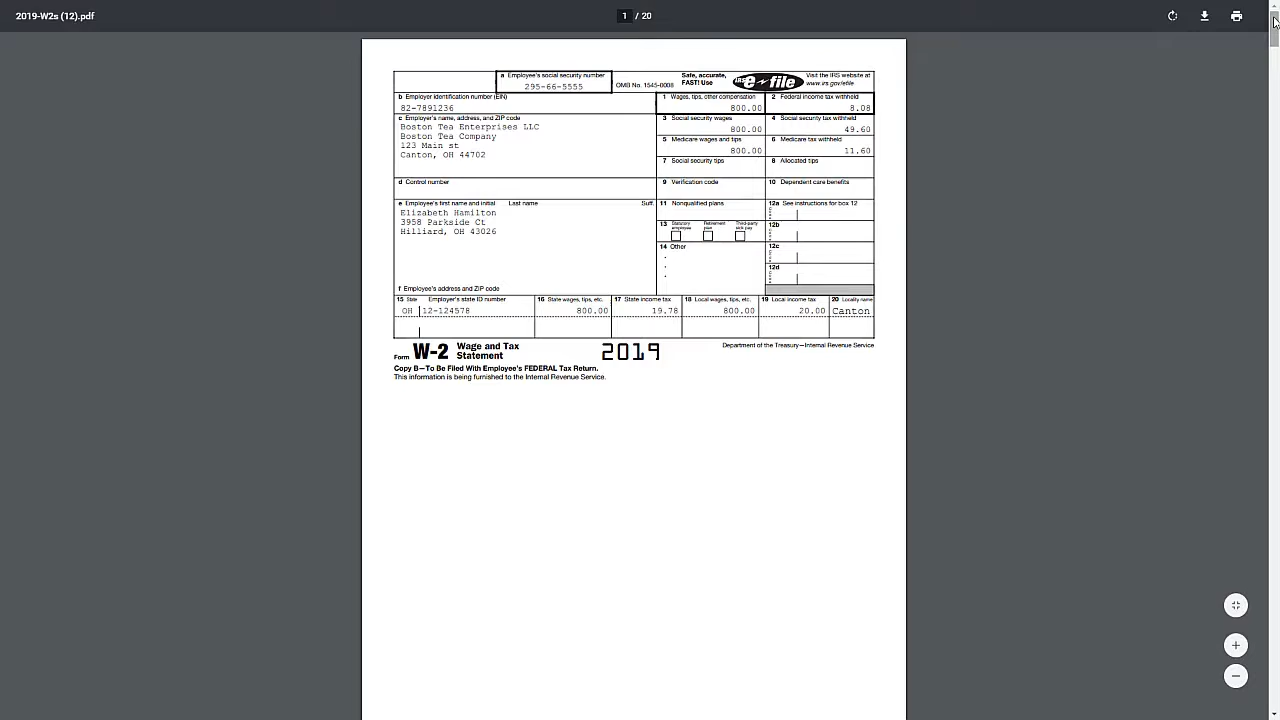 2019-W2s (12).pdf
1 / 20
a Employee's social security number
295-66-5555
OMB No. 1545-0008
Safe, accurate,
FAST! Use
IRS e~file
Visit the IRS website at
www.irs.gov/efile
b Employer identification number (EIN)
82-7891236
1 Wages, tips, other compensation
800.00
2 Federal income tax withheld
8.08
c Employer's name, address, and ZIP code
Boston Tea Enterprises LLC
Boston Tea Company
123 Main st
Canton, OH 44702
3 Social security wages
800.00
4 Social security tax withheld
49.60
5 Medicare wages and tips
800.00
6 Medicare tax withheld
11.60
7 Social security tips
8 Allocated tips
d Control number
9 Verification code
10 Dependent care benefits
e Employee's first name and initial Last name Suff.
Elizabeth Hamilton
3958 Parkside Ct
Hilliard, OH 43026
11 Nonqualified plans
12a See instructions for box 12
13 Statutory employee Retirement plan Third-party sick pay
12b
14 Other
12c
12d
f Employee's address and ZIP code
15 State Employer's state ID number
OH 12-124578
16 State wages, tips, etc.
800.00
17 State income tax
19.78
18 Local wages, tips, etc.
800.00
19 Local income tax
20.00
20 Locality name
Canton
Form W-2 Wage and Tax
Statement
2019
Department of the Treasury—Internal Revenue Service
Copy B—To Be Filed With Employee's FEDERAL Tax Return.
This information is being furnished to the Internal Revenue Service.